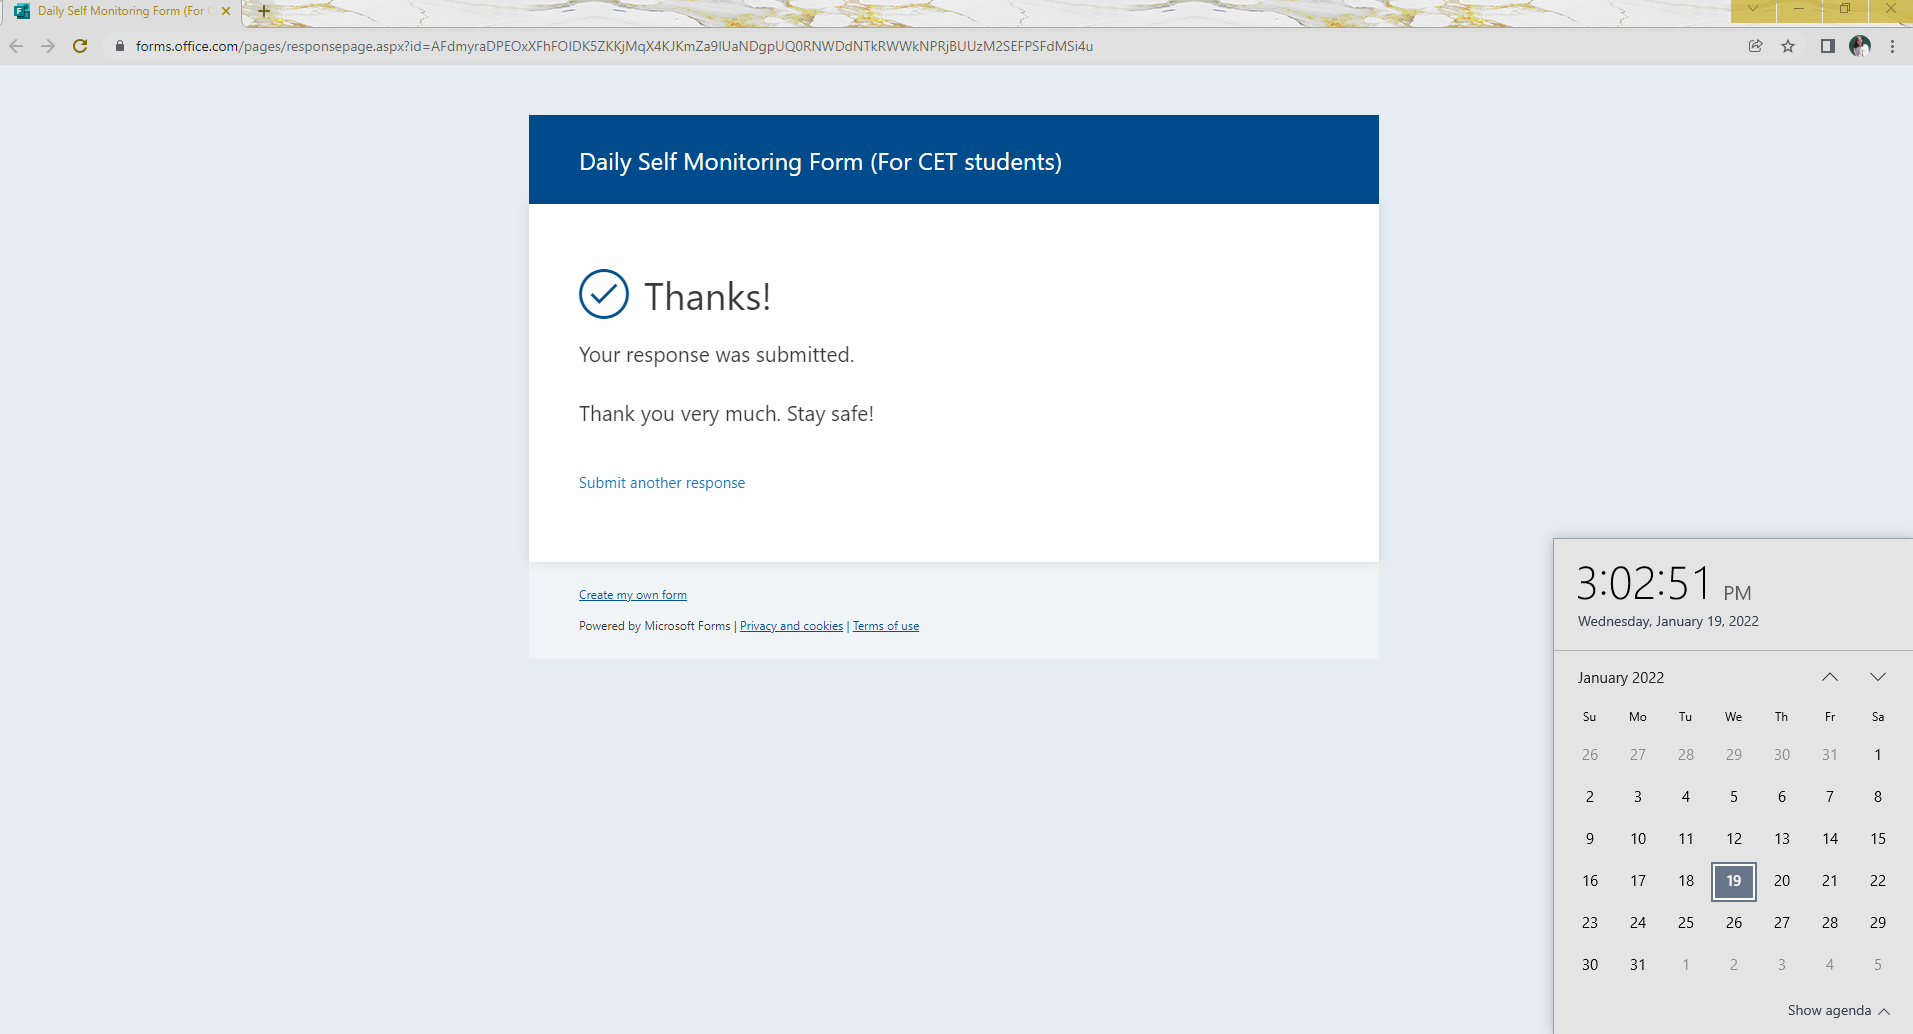 Daily Self Monitoring Form (For
forms.office.com/pages/responsepage.aspx?id=AFdmyraDPEOxXFhFOIDK5ZKKjMqX4KJKmZa9IUaNDgpUQ0RNWDdNTkRWWkNPRjBUUzM2SEFPSFdMSi4u
Daily Self Monitoring Form (For CET students)
Thanks!
Your response was submitted.
Thank you very much. Stay safe!
Submit another response
Create my own form
Powered by Microsoft Forms | Privacy and cookies | Terms of use
3:02:51 PM
Wednesday, January 19, 2022
January 2022
Su Mo Tu We Th Fr Sa
26 27 28 29 30 31 1
2 3 4 5 6 7 8
9 10 11 12 13 14 15
16 17 18 19 20 21 22
23 24 25 26 27 28 29
30 31 1 2 3 4 5
Show agenda